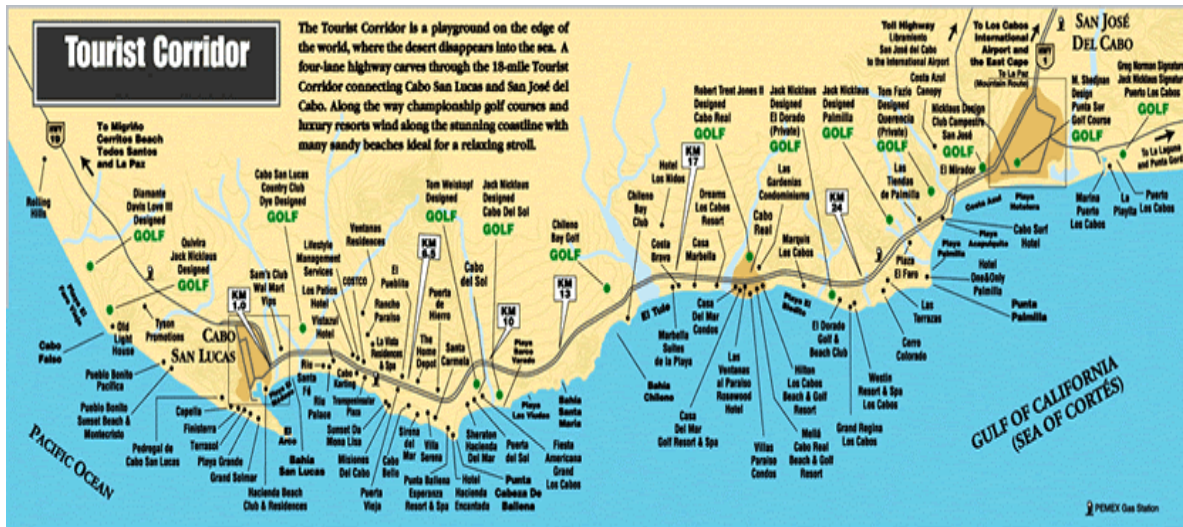 Tourist Corridor
The Tourist Corridor is a playground on the edge of
the world, where the desert disappears into the sea. A
four-lane highway carves through the 18-mile Tourist
Corridor connecting Cabo San Lucas and San José del
Cabo. Along the way championship golf courses and
luxury resorts wind along the stunning coastline with
many sandy beaches ideal for a relaxing stroll.
HWY
19
To Migriño
Cerritos Beach
Todos Santos
and La Paz
Rolling
Hills
Diamante
Davis Love III
Designed
GOLF
Quivira
Jack Nicklaus
Designed
GOLF
Cabo San Lucas
Country Club
Dye Designed
GOLF
Sam's Club
Wal Mart
Vips
Lifestyle
Management
Services
Los Patios
Hotel
Vistazul
Hotel
Ventanas
Residences
COSTCO
El
Pueblito
Rancho
Paraiso
La Vista
Residences
& Spa
KM
1.0
KM
6.5
Tom Weiskopf
Designed
GOLF
Jack Nicklaus
Designed
Cabo Del Sol
GOLF
Cabo
del Sol
Puerta
de Hierro
The
Home
Depot
Santa
Carmela
KM
10
Chileno
Bay Golf
GOLF
KM
13
Playa
Barco
Varado
Chileno
Bay
Club
Hotel
Los Nidos
KM
17
Costa
Brava
Casa
Marbella
Robert Trent Jones II
Designed
Cabo Real
GOLF
Dreams
Los Cabos
Resort
Cabo
Real
Jack Nicklaus
Designed
El Dorado
(Private)
GOLF
Las
Gardenias
Condominiums
Marquis
Los Cabos
KM
24
Jack Nicklaus
Designed
Palmilla
GOLF
Tom Fazio
Designed
Querencia
(Private)
GOLF
Las
Tiendas
de Palmilla
Toll Highway
Libramiento
San José del Cabo
to the International Airport
Costa Azul
Canopy
Nicklaus Design
Club Campestre
San José
GOLF
El Mirador
To Los Cabos
International
Airport and
the East Cape
To La Paz
(Mountain Route)
HWY
1
SAN JOSÉ
DEL CABO
M. Shedjnan
Design
Punta Sur
Golf Course
GOLF
Greg Norman Signature
Jack Nicklaus Signature
Puerto Los Cabos
GOLF
To La Laguna
and Punta Gorda
Marina
Puerto
Los Cabos
La
Playita
Puerto
Los Cabos
Playa
Hotelera
Costa Azul
Cabo Surf
Hotel
Playa
Acapulquito
Playa
Palmilla
Hotel
One&Only
Palmilla
Punta
Palmilla
Plaza
El Faro
Las
Terrazas
Cerro
Colorado
Westin
Resort & Spa
Los Cabos
Grand Regina
Los Cabos
El Dorado
Golf &
Beach Club
Playa El
Bledito
Hilton
Los Cabos
Beach & Golf
Resort
Meliá
Cabo Real
Beach & Golf
Resort
Villas
Paraiso
Condos
Las
Ventanas
al Paraiso
Rosewood
Hotel
Casa
Del Mar
Condos
Casa
Del Mar
Golf Resort & Spa
El Tule
Marbella
Suites
de la Playa
Bahia
Chileno
Bahia
Santa
Maria
Playa
Las Viudas
Fiesta
Americana
Grand
Los Cabos
Puerta
del Sol
Sheraton
Hacienda
Del Mar
Punta
Cabeza De
Ballena
Hotel
Hacienda
Encantada
Punta Ballena
Esperanza
Resort & Spa
Villa
Serena
Sirena
del
Mar
Cabo
Bello
Puerta
Vieja
Misiones
Del Cabo
Sunset Da
Mona Lisa
Cabo
Karting
Trampoinator
Plaza
Ria
Santa
Fé
Riu
Palace
Playa El
Médano
Bahia
San Lucas
El
Arco
Hacienda Beach
Club & Residences
Grand Solmar
Playa Grande
Terrasol
Finisterra
Capella
Pedregal de
Cabo San Lucas
Pueblo Bonito
Sunset Beach &
Montecristo
Pueblo Bonito
Pacifica
Old
Light
House
Tyson
Promotions
CABO
SAN LUCAS
Playa El
Faro Viejo
Cabo
Falso
PACIFIC OCEAN
GULF OF CALIFORNIA
(SEA OF CORTÉS)
PEMEX Gas Station